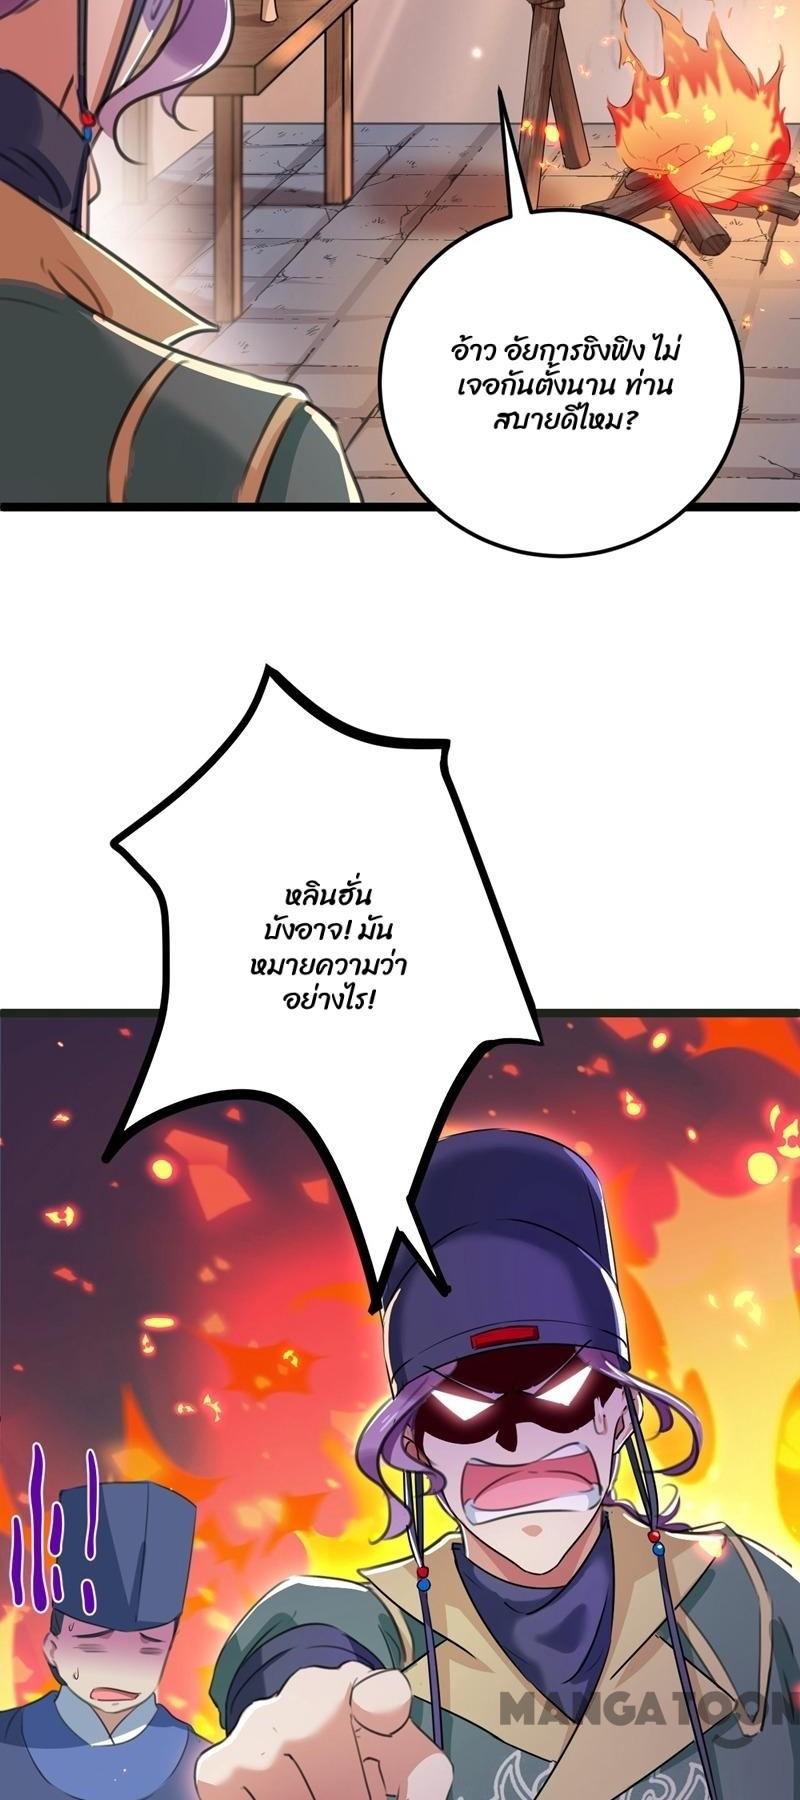 อ้าว อัยการชิงฟิง ไม่
เจอกันตั้งนาน ท่าน
สบายดีไหม?
หลินฮั่น
บังอาจ! มัน
หมายความว่า
อย่างไร!
MANGA TOON